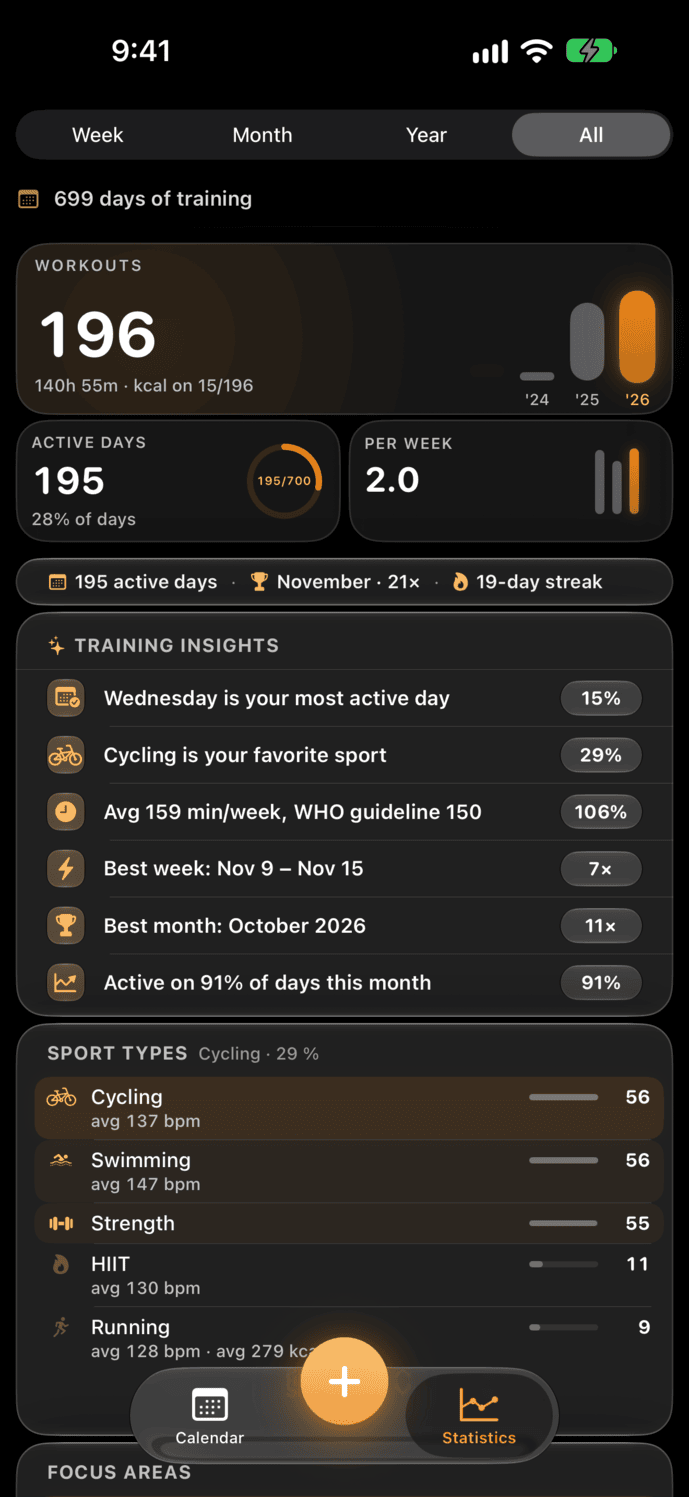 9:41
Week Month Year All
699 days of training
WORKOUTS
196
140h 55m · kcal on 15/196
'24 '25 '26
ACTIVE DAYS
195
28% of days
195/700
PER WEEK
2.0
195 active days · November · 21× · 19-day streak
TRAINING INSIGHTS
Wednesday is your most active day 15%
Cycling is your favorite sport 29%
Avg 159 min/week, WHO guideline 150 106%
Best week: Nov 9 – Nov 15 7×
Best month: October 2026 11×
Active on 91% of days this month 91%
SPORT TYPES Cycling · 29 %
Cycling 56
avg 137 bpm
Swimming 56
avg 147 bpm
Strength 55
HIIT 11
avg 130 bpm
Running 9
avg 128 bpm · avg 279
Calendar Statistics
FOCUS AREAS